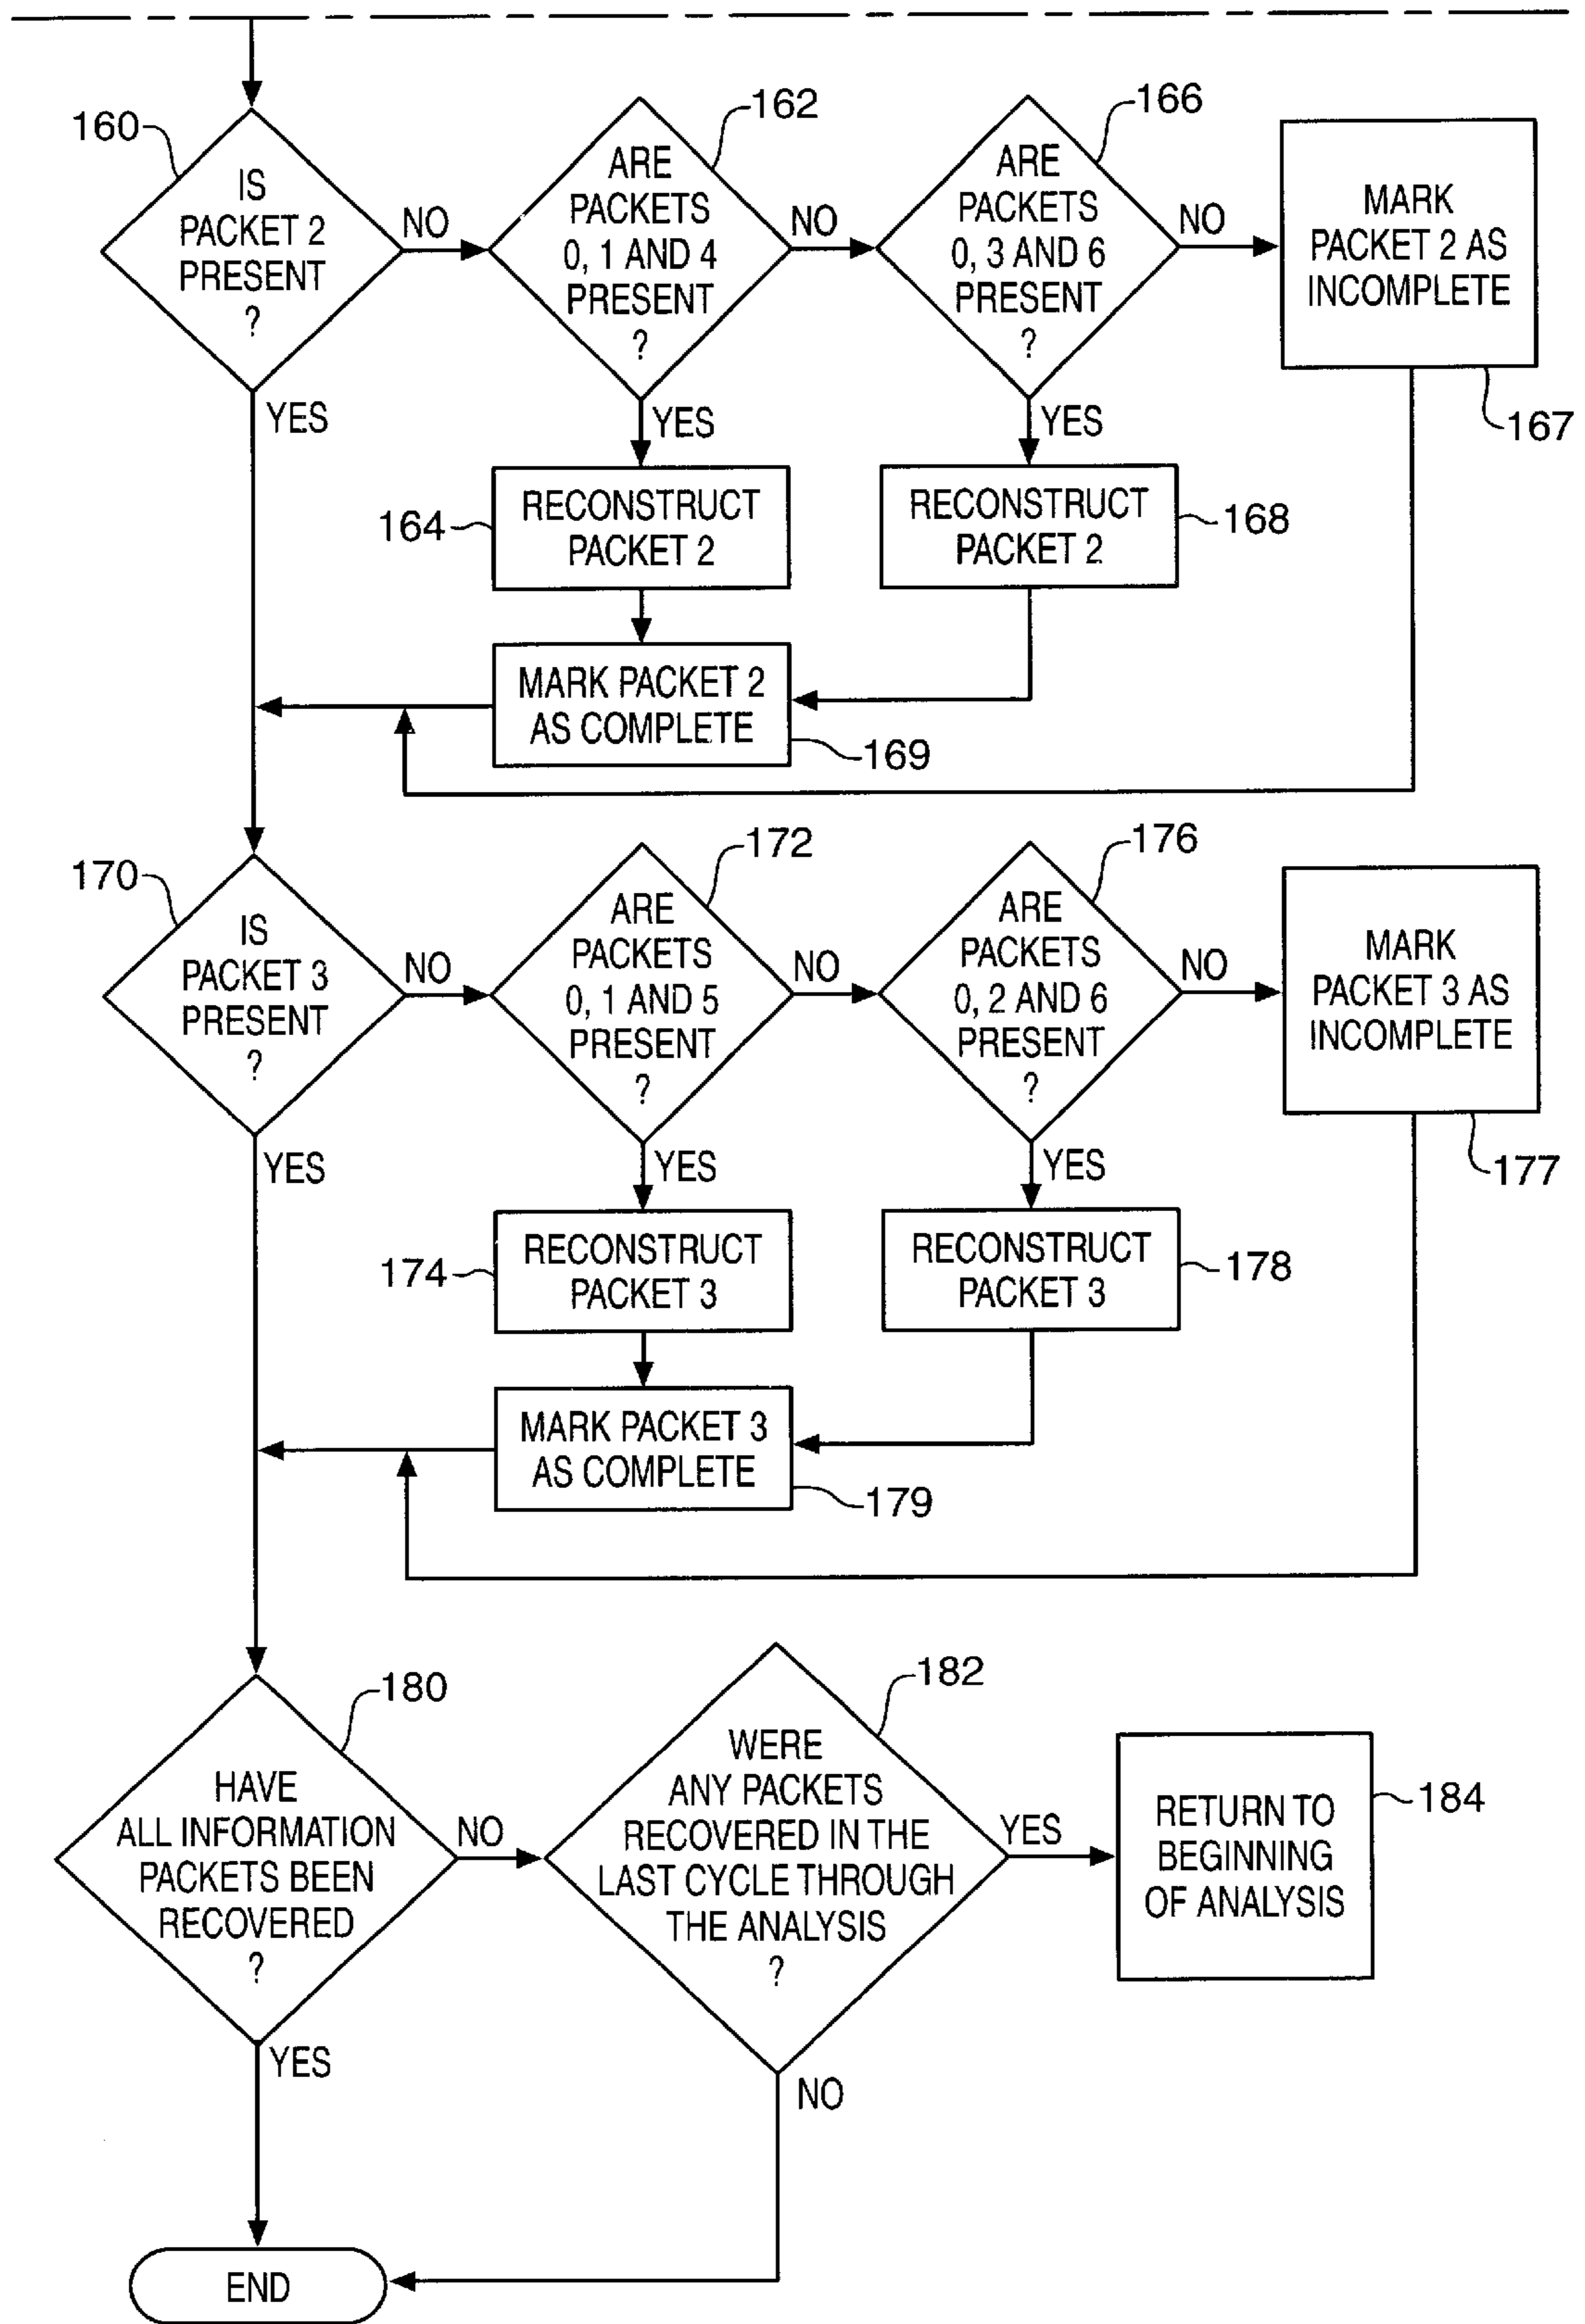 160
IS
PACKET 2
PRESENT
?
NO
YES
162
ARE
PACKETS
0, 1 AND 4
PRESENT
?
NO
YES
166
ARE
PACKETS
0, 3 AND 6
PRESENT
?
NO
YES
MARK
PACKET 2 AS
INCOMPLETE
167
164
RECONSTRUCT
PACKET 2
RECONSTRUCT
PACKET 2
168
MARK PACKET 2
AS COMPLETE
169
170
IS
PACKET 3
PRESENT
?
NO
YES
172
ARE
PACKETS
0, 1 AND 5
PRESENT
?
NO
YES
176
ARE
PACKETS
0, 2 AND 6
PRESENT
?
NO
YES
MARK
PACKET 3 AS
INCOMPLETE
177
174
RECONSTRUCT
PACKET 3
RECONSTRUCT
PACKET 3
178
MARK PACKET 3
AS COMPLETE
179
180
HAVE
ALL INFORMATION
PACKETS BEEN
RECOVERED
?
NO
YES
182
WERE
ANY PACKETS
RECOVERED IN THE
LAST CYCLE THROUGH
THE ANALYSIS
?
YES
NO
RETURN TO
BEGINNING
OF ANALYSIS
184
END